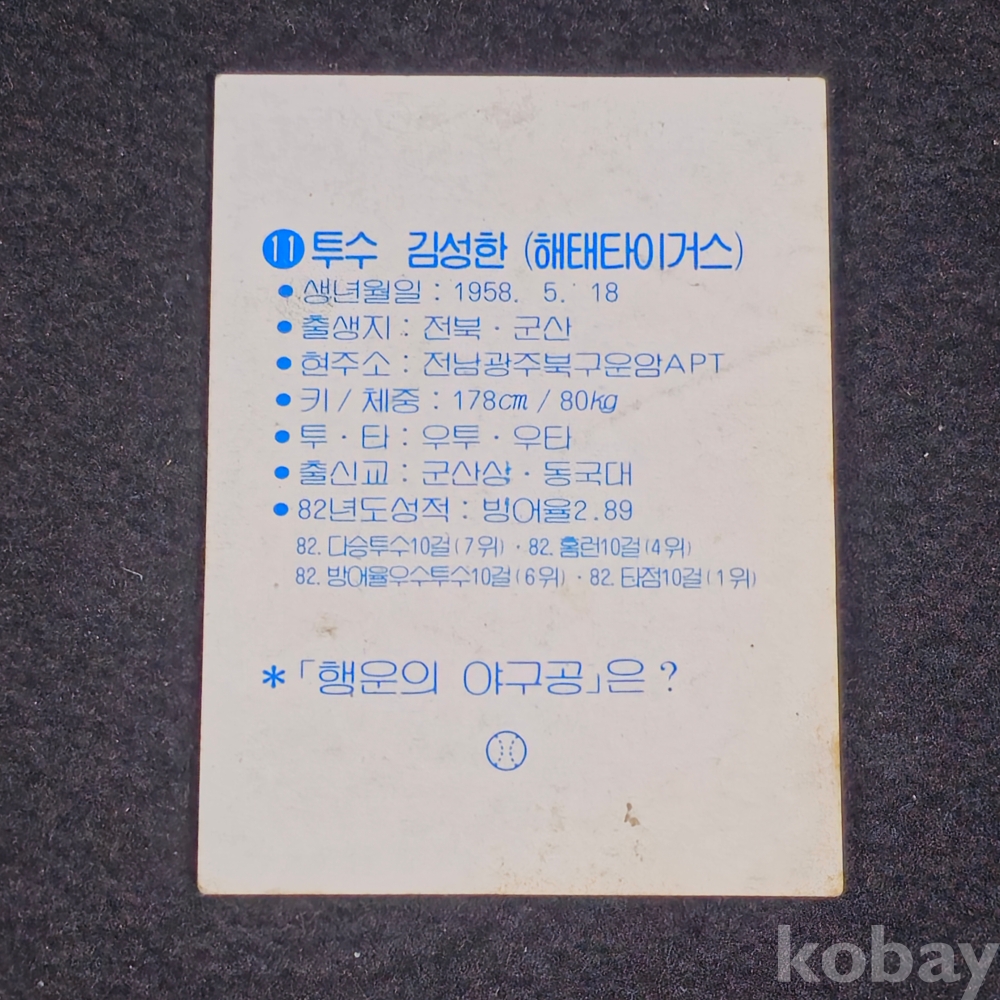 ⓫ 투수 김성한 (해태타이거스)
● 생년월일 : 1958. 5. 18
● 출생지 : 전북 · 군산
● 현주소 : 전남광주북구운암APT
● 키 / 체중 : 178cm / 80kg
● 투 · 타 : 우투 · 우타
● 출신교 : 군산상 · 동국대
● 82년도성적 : 방어율2.89
82. 다승투수10걸(7위) · 82. 홈런10걸(4위)
82. 방어율우수투수10걸(6위) · 82. 타점10걸(1위)
*「행운의 야구공」은 ?
kobay